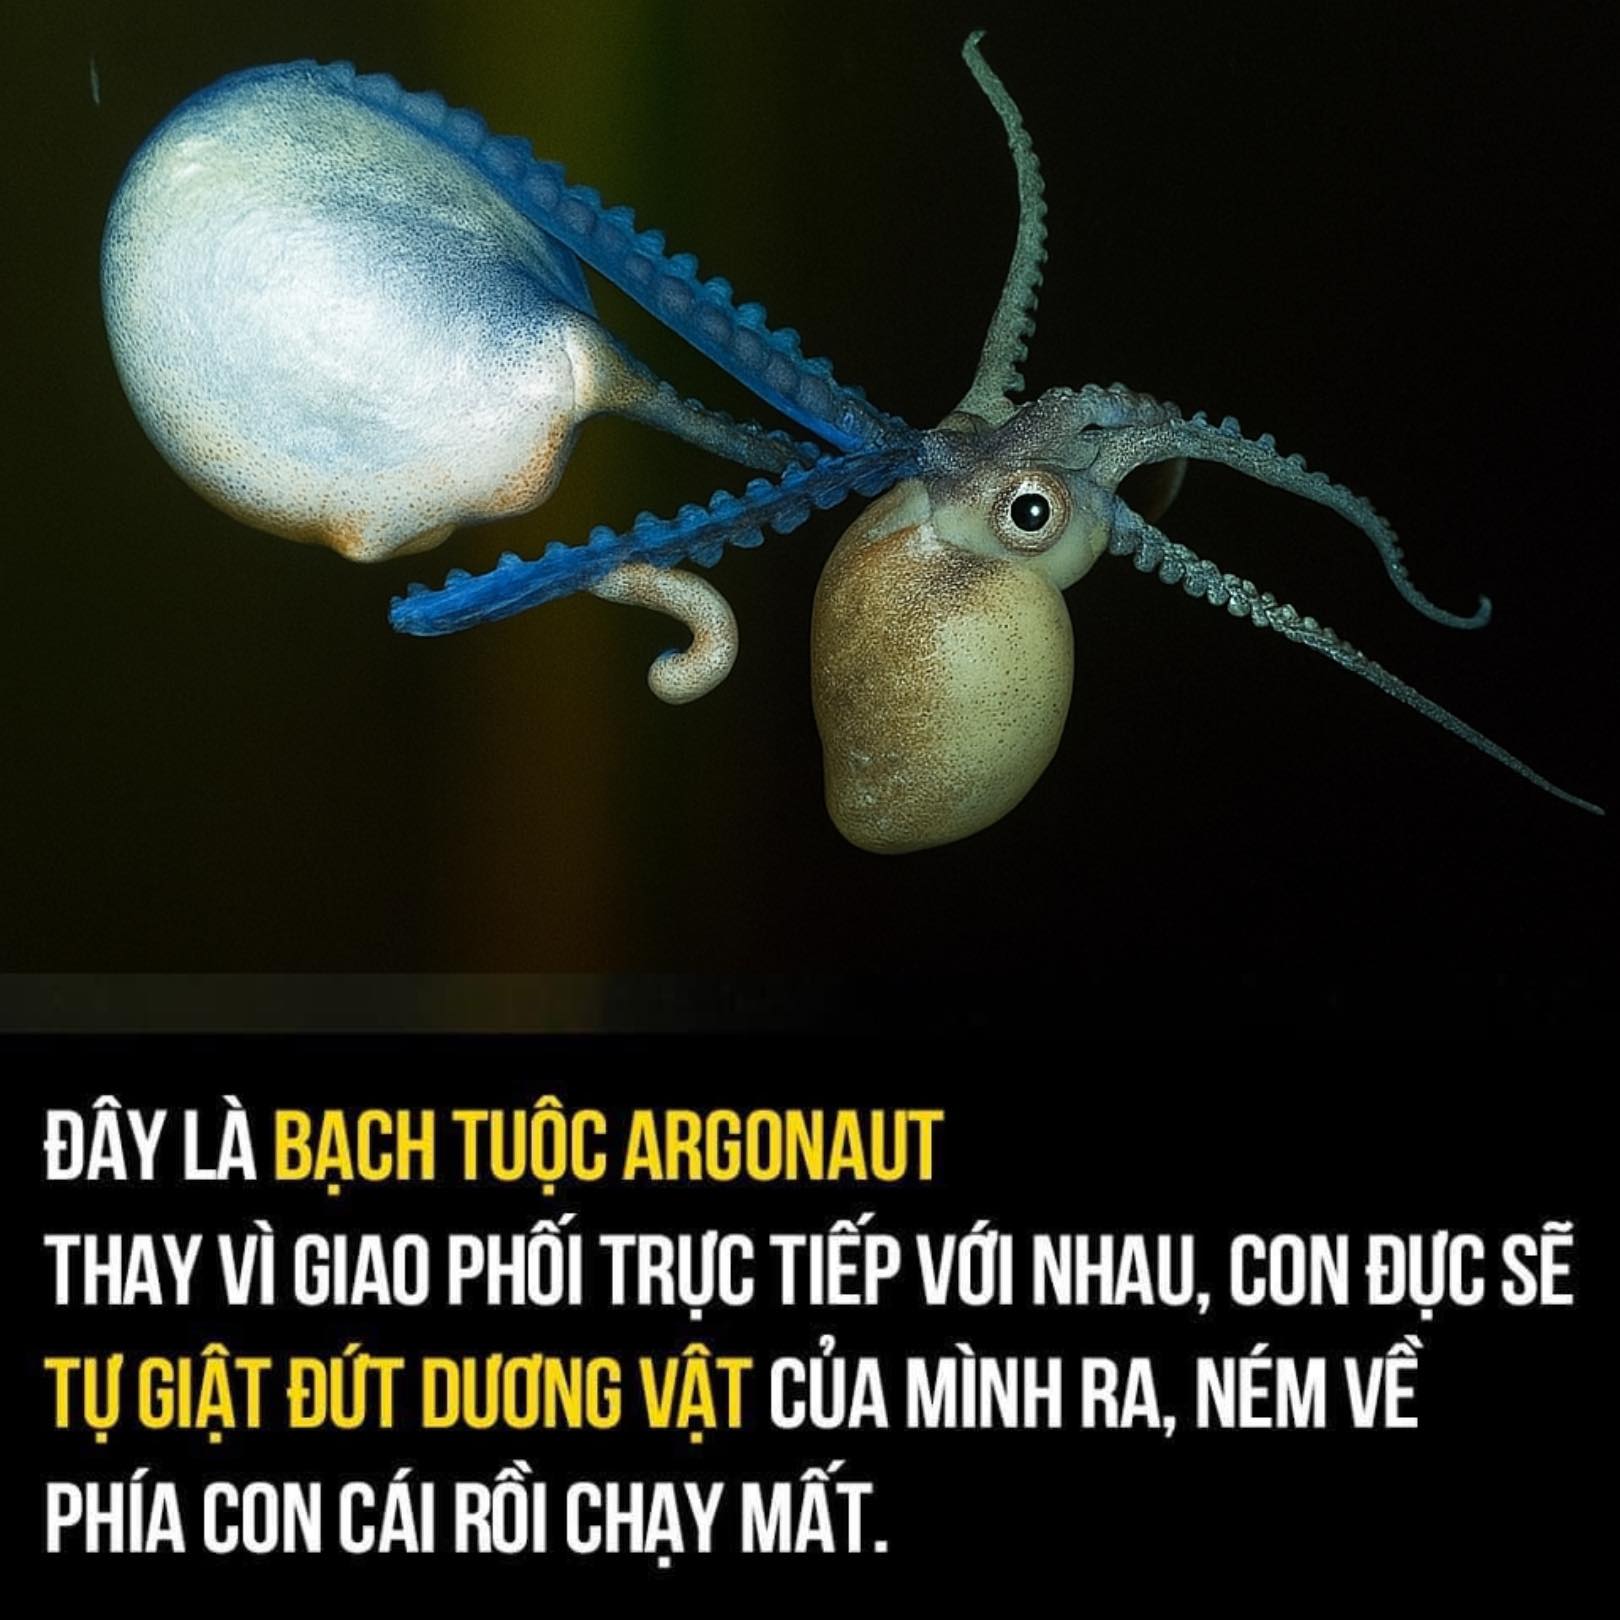 ĐÂY LÀ BẠCH TUỘC ARGONAUT
THAY VÌ GIAO PHỐI TRỰC TIẾP VỚI NHAU, CON ĐỰC SẼ
TỰ GIẬT ĐỨT DƯƠNG VẬT CỦA MÌNH RA, NÉM VỀ
PHÍA CON CÁI RỒI CHẠY MẤT.